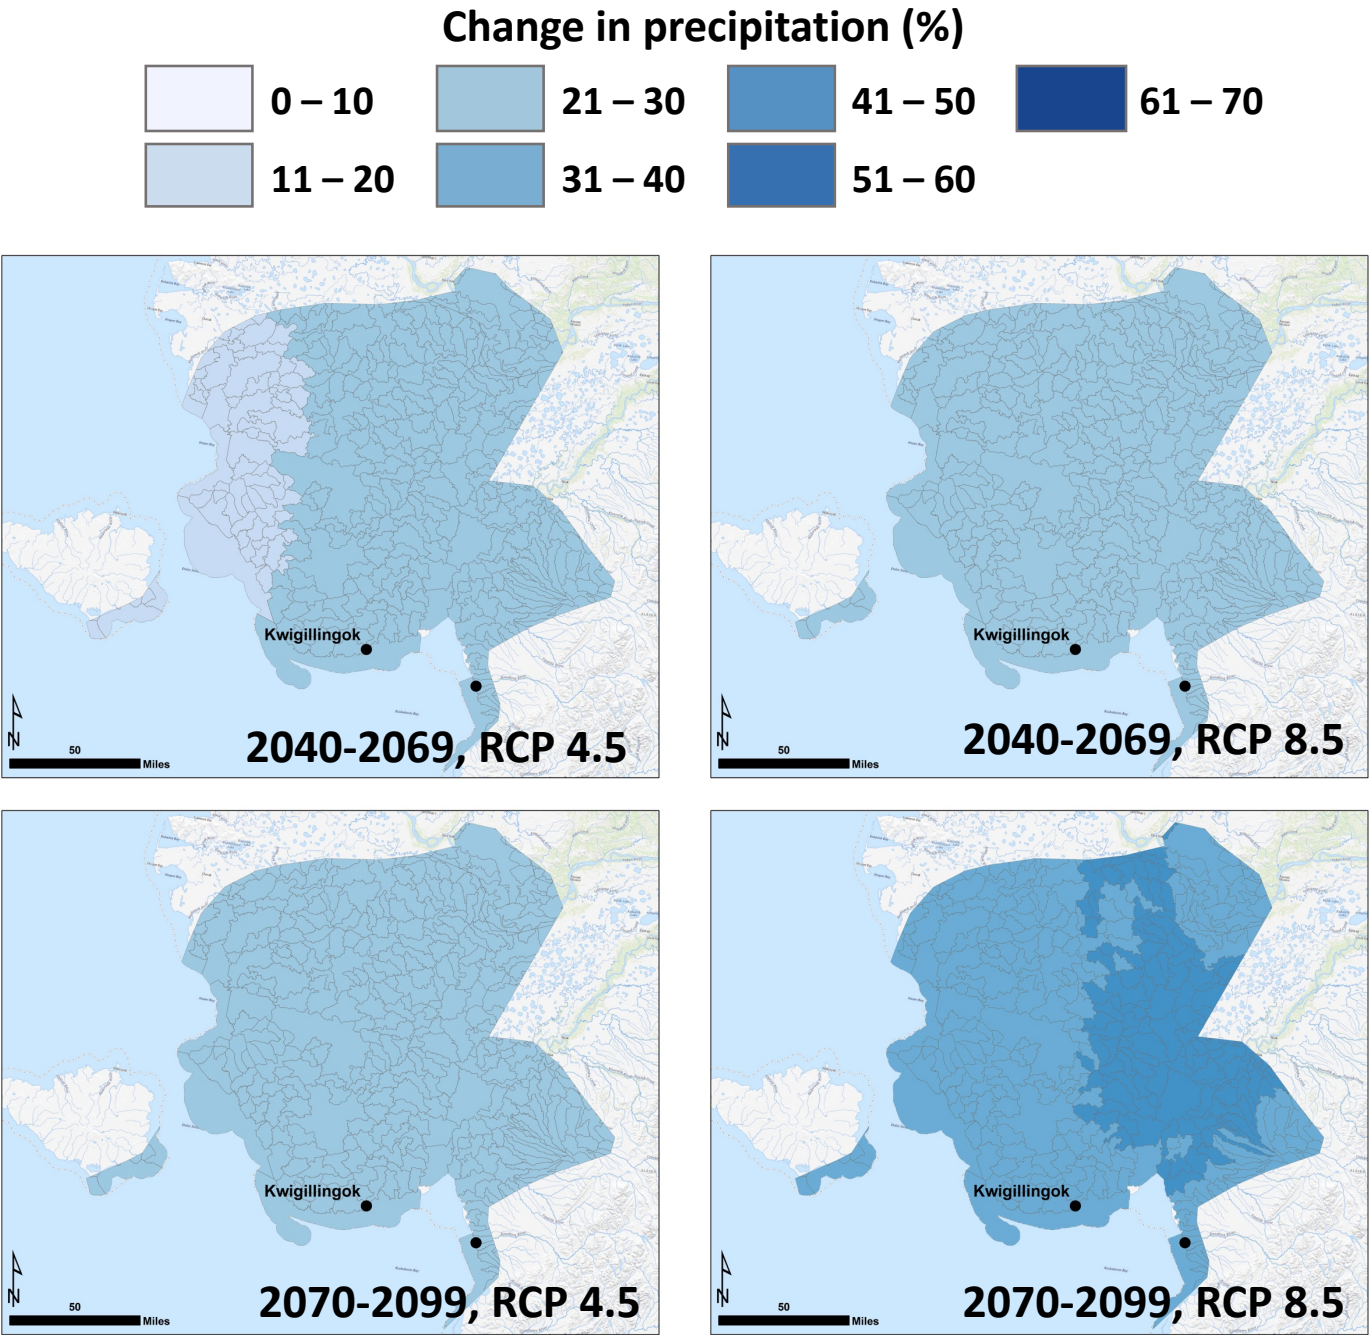 Change in precipitation (%)
0 – 10
21 – 30
41 – 50
61 – 70
11 – 20
31 – 40
51 – 60
Kwigillingok
N
50
Miles
2040-2069, RCP 4.5
Kwigillingok
N
50
Miles
2040-2069, RCP 8.5
Kwigillingok
N
50
Miles
2070-2099, RCP 4.5
Kwigillingok
N
50
Miles
2070-2099, RCP 8.5